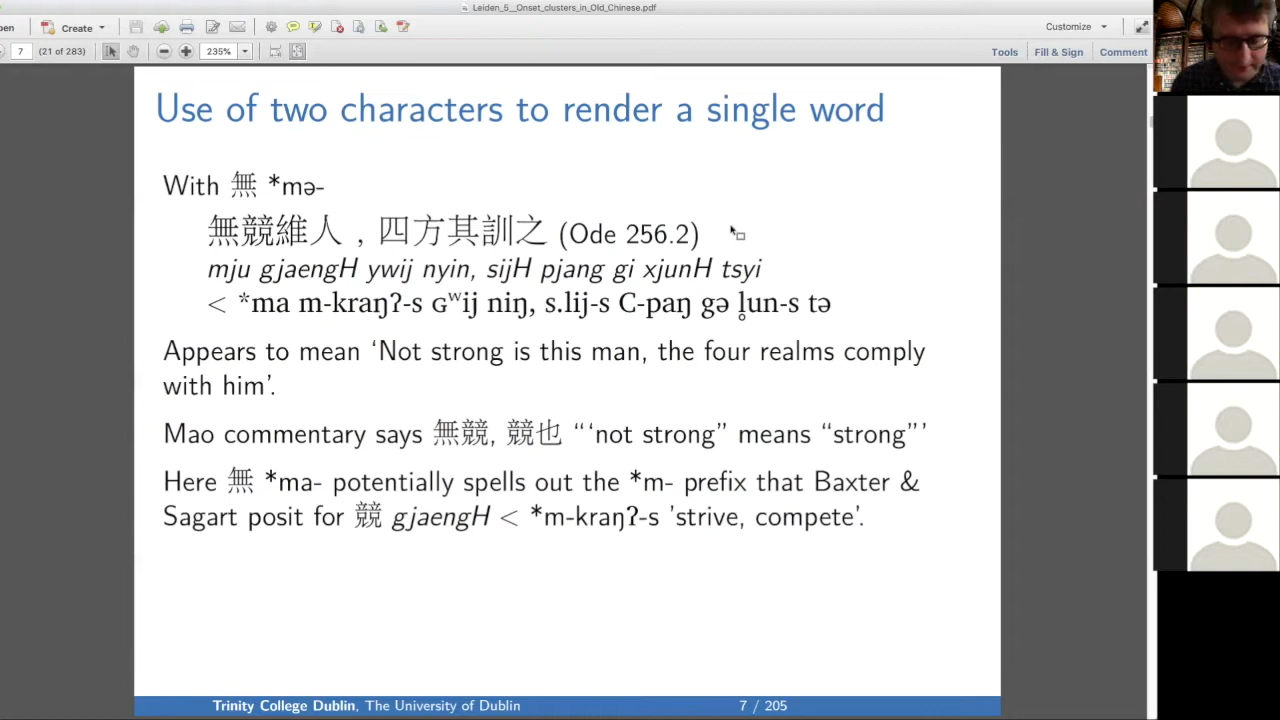 Leiden_5__Onset_clusters_in_Old_Chinese.pdf
pen Create Customize
7 (21 of 283) 235% Tools Fill & Sign Comment
Use of two characters to render a single word
With 無 *mə-
無競維人 , 四方其訓之 (Ode 256.2)
mju gjaengH ywij nyin, sijH pjang gi xjunH tsyi
< *ma m-kraŋʔ-s ɢʷij niŋ, s.lij-s C-paŋ gə l̥un-s tə
Appears to mean ‘Not strong is this man, the four realms comply
with him’.
Mao commentary says 無競, 競也 “‘not strong” means “strong”’
Here 無 *ma- potentially spells out the *m- prefix that Baxter &
Sagart posit for 競 gjaengH < *m-kraŋʔ-s ’strive, compete’.
Trinity College Dublin, The University of Dublin 7 / 205